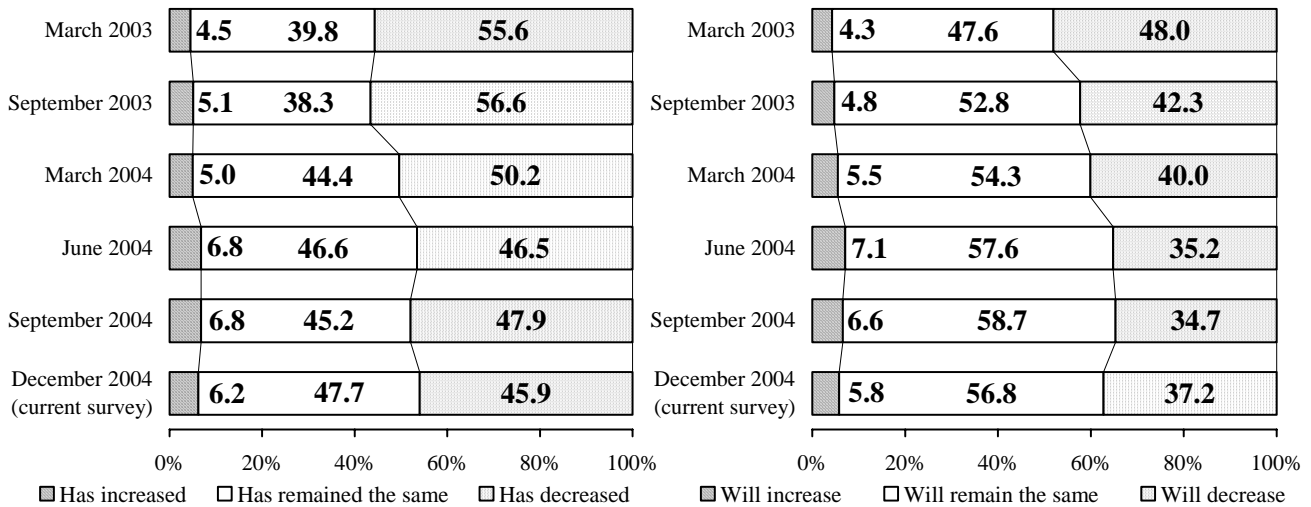 March 2003 4.5 39.8 55.6
September 2003 5.1 38.3 56.6
March 2004 5.0 44.4 50.2
June 2004 6.8 46.6 46.5
September 2004 6.8 45.2 47.9
December 2004
(current survey) 6.2 47.7 45.9
0% 20% 40% 60% 80% 100%
Has increased Has remained the same Has decreased
March 2003 4.3 47.6 48.0
September 2003 4.8 52.8 42.3
March 2004 5.5 54.3 40.0
June 2004 7.1 57.6 35.2
September 2004 6.6 58.7 34.7
December 2004
(current survey) 5.8 56.8 37.2
0% 20% 40% 60% 80% 100%
Will increase Will remain the same Will decrease